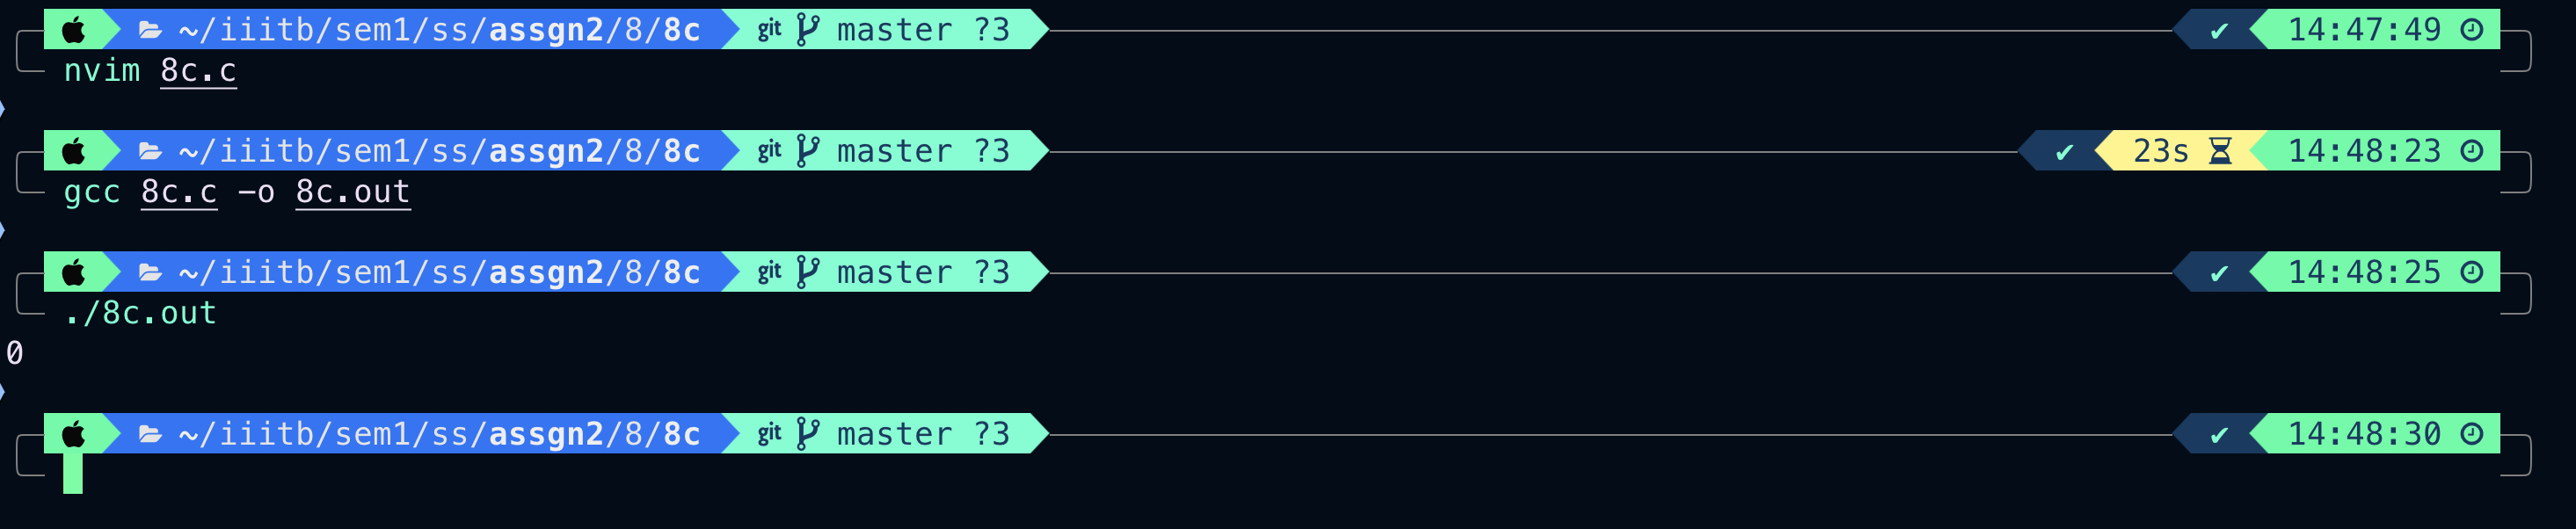 ~/iiitb/sem1/ss/assgn2/8/8c git master ?3 ✔ 14:47:49
nvim 8c.c
~/iiitb/sem1/ss/assgn2/8/8c git master ?3 ✔ 23s 14:48:23
gcc 8c.c -o 8c.out
~/iiitb/sem1/ss/assgn2/8/8c git master ?3 ✔ 14:48:25
./8c.out
0
~/iiitb/sem1/ss/assgn2/8/8c git master ?3 ✔ 14:48:30